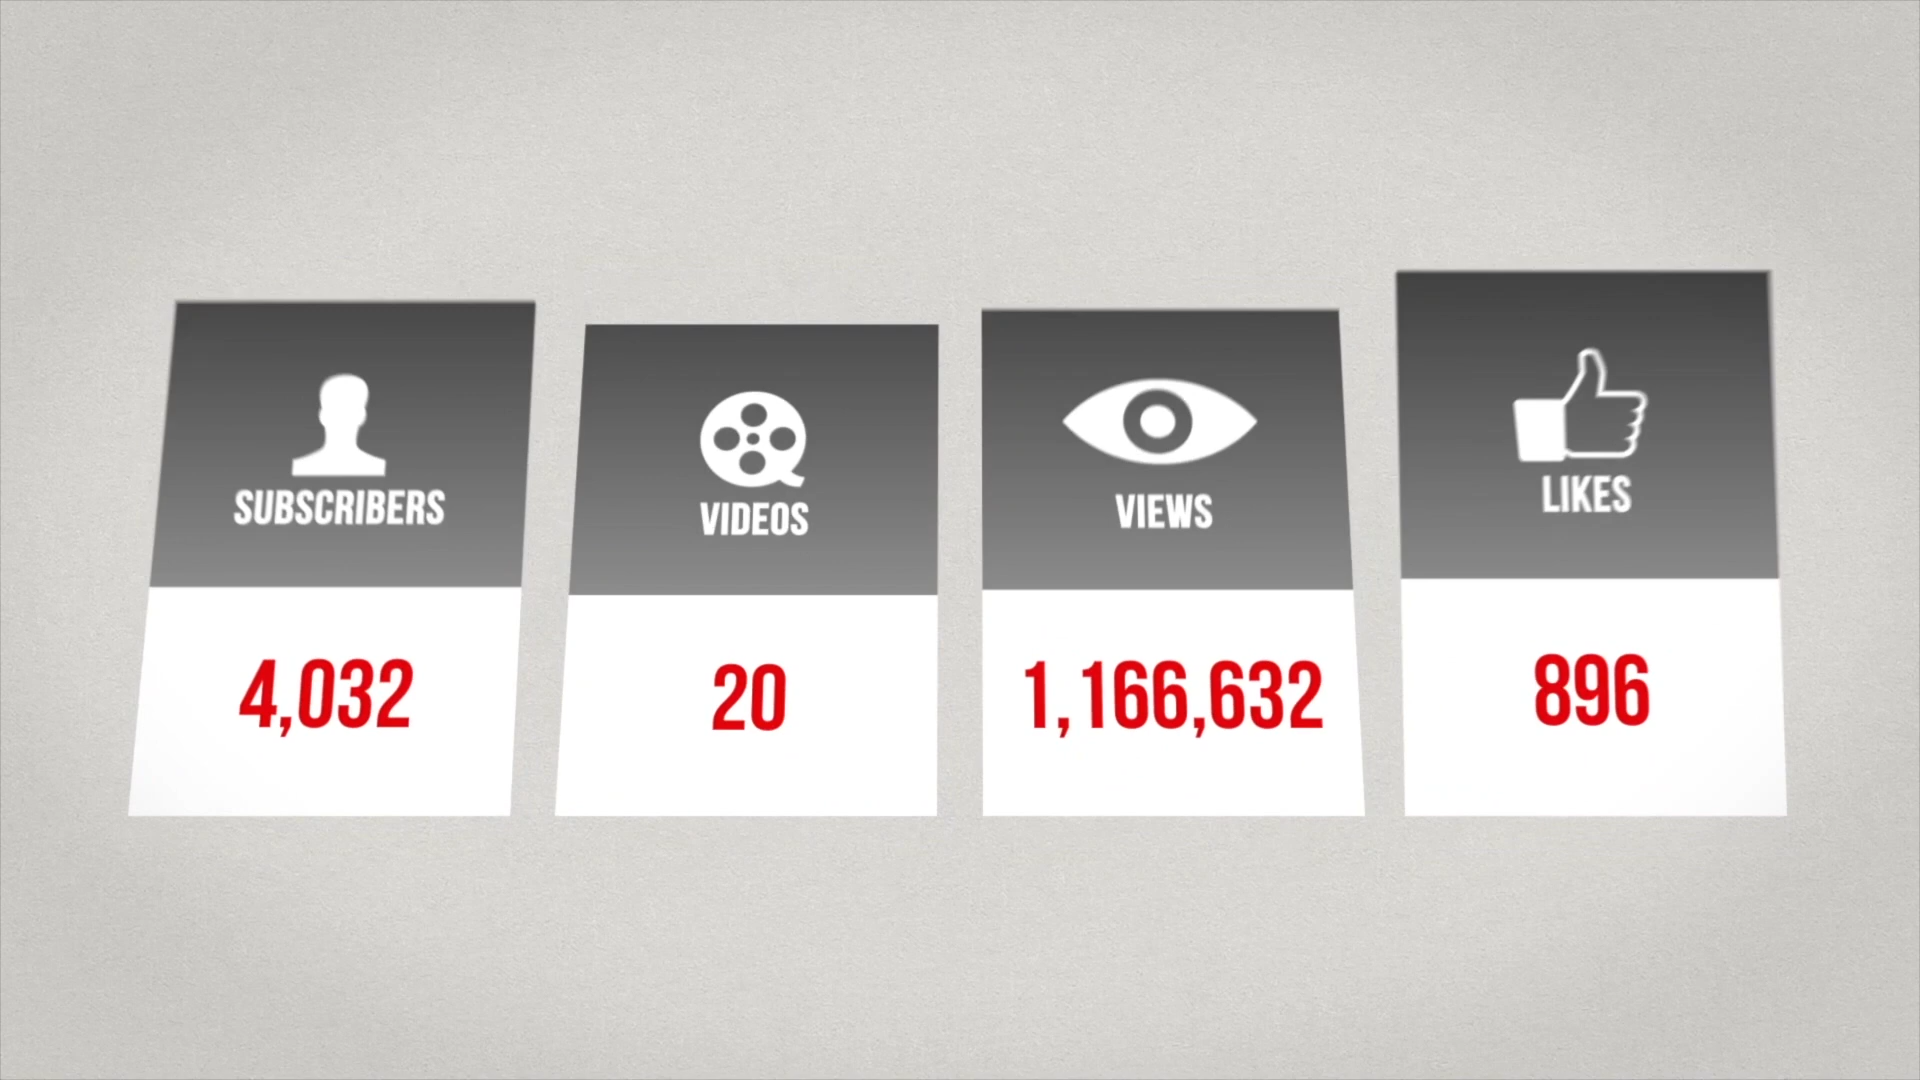 SUBSCRIBERS
4,032
VIDEOS
20
VIEWS
1,166,632
LIKES
896